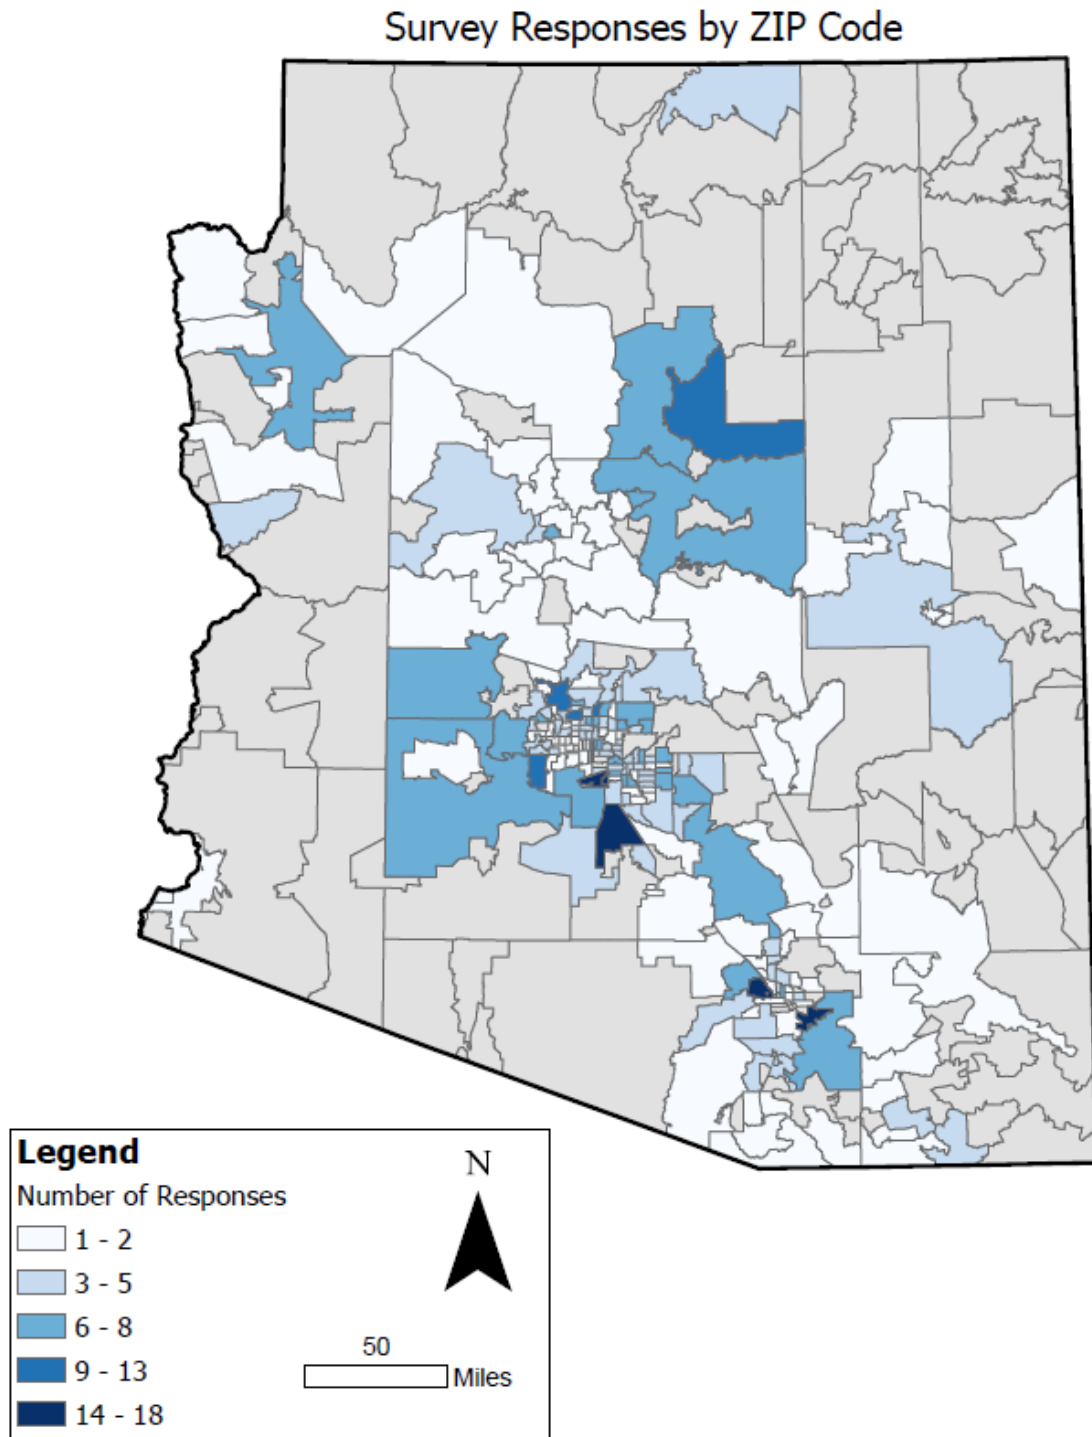 Survey Responses by ZIP Code
Legend
N
Number of Responses
1 - 2
3 - 5
6 - 8
9 - 13
14 - 18
50
Miles